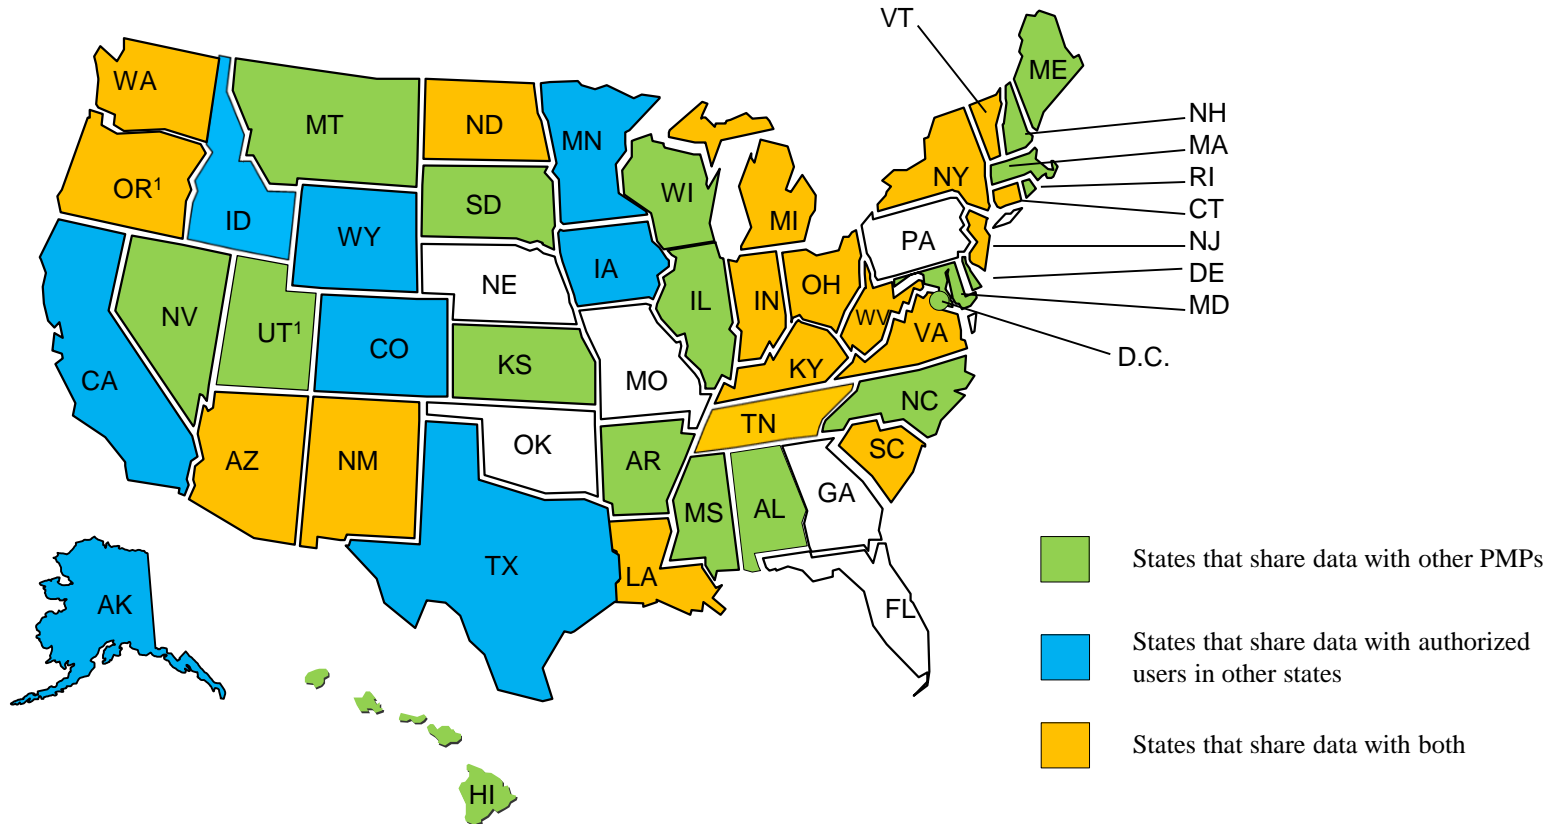 VT
ME
WA
MT
ND
MN
NH
MA
OR¹
ID
SD
WI
NY
RI
CT
WY
MI
PA
NJ
DE
MD
NE
IA
IL
IN
OH
WV
VA
D.C.
NV
UT¹
CO
KS
MO
KY
CA
NC
TN
SC
AZ
NM
OK
AR
MS
AL
GA
TX
LA
FL
AK
HI
States that share data with other PMPs
States that share data with authorized
users in other states
States that share data with both